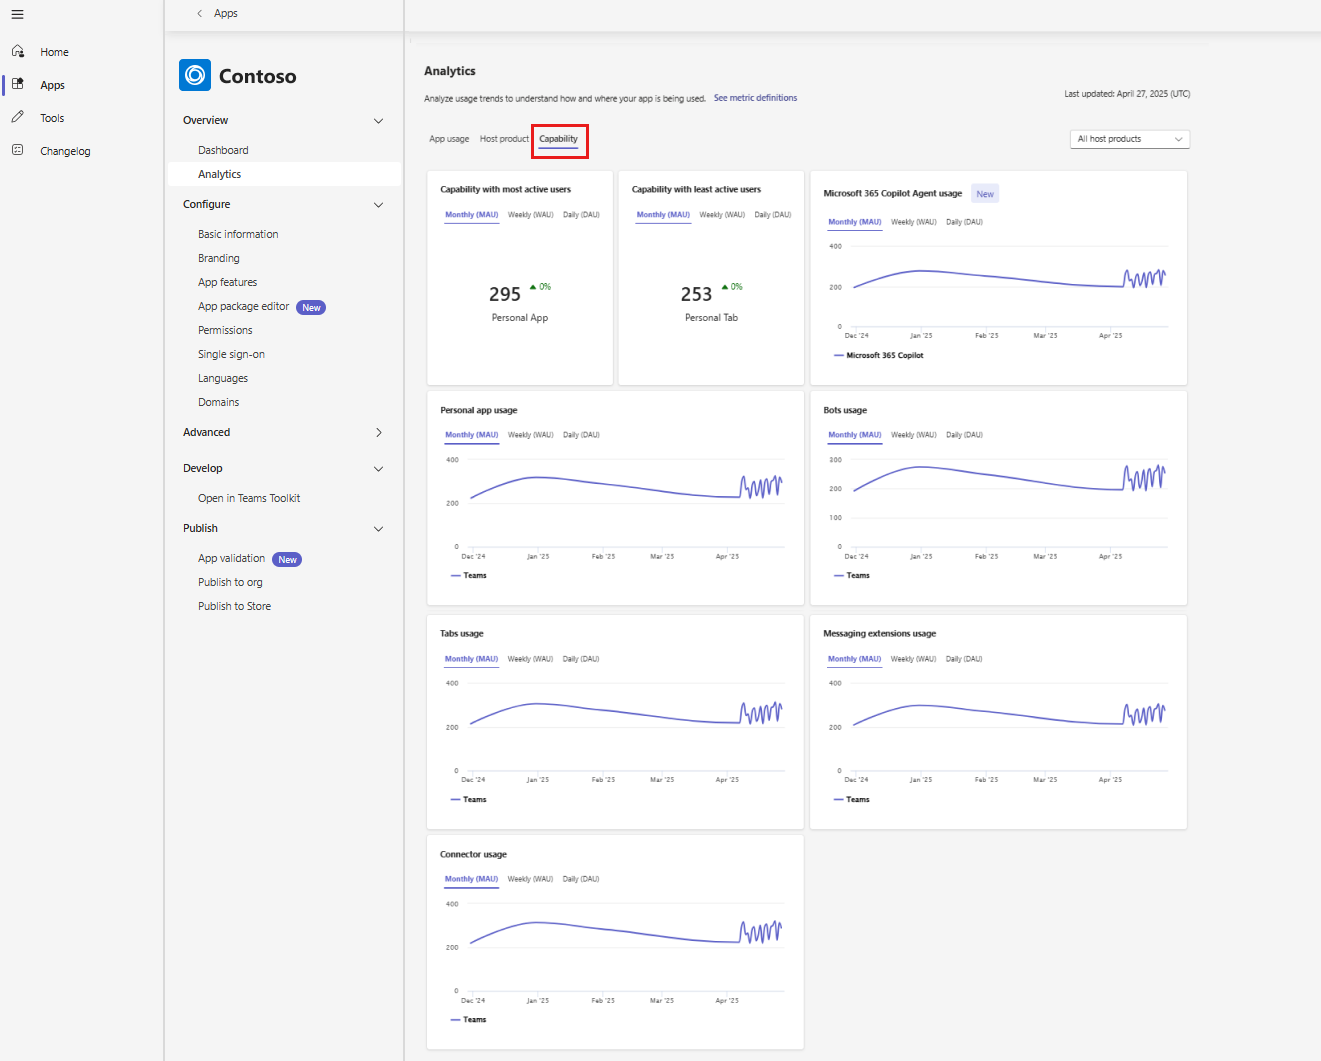 Apps
Home
Apps
Tools
Changelog
Contoso
Overview
Dashboard
Analytics
Configure
Basic information
Branding
App features
App package editor New
Permissions
Single sign-on
Languages
Domains
Advanced
Develop
Open in Teams Toolkit
Publish
App validation New
Publish to org
Publish to Store
Analytics
Analyze usage trends to understand how and where your app is being used. See metric definitions
Last updated: April 27, 2025 (UTC)
App usage Host product Capability
All host products
Capability with most active users
Monthly (MAU) Weekly (WAU) Daily (DAU)
295 0%
Personal App
Capability with least active users
Monthly (MAU) Weekly (WAU) Daily (DAU)
253 0%
Personal Tab
Microsoft 365 Copilot Agent usage New
Monthly (MAU) Weekly (WAU) Daily (DAU)
400
200
0
Dec '24 Jan '25 Feb '25 Mar '25 Apr '25
Microsoft 365 Copilot
Personal app usage
Monthly (MAU) Weekly (WAU) Daily (DAU)
400
200
0
Dec '24 Jan '25 Feb '25 Mar '25 Apr '25
Teams
Bots usage
Monthly (MAU) Weekly (WAU) Daily (DAU)
300
200
100
0
Dec '24 Jan '25 Feb '25 Mar '25 Apr '25
Teams
Tabs usage
Monthly (MAU) Weekly (WAU) Daily (DAU)
400
200
0
Dec '24 Jan '25 Feb '25 Mar '25 Apr '25
Teams
Messaging extensions usage
Monthly (MAU) Weekly (WAU) Daily (DAU)
400
200
0
Dec '24 Jan '25 Feb '25 Mar '25 Apr '25
Teams
Connector usage
Monthly (MAU) Weekly (WAU) Daily (DAU)
400
200
0
Dec '24 Jan '25 Feb '25 Mar '25 Apr '25
Teams